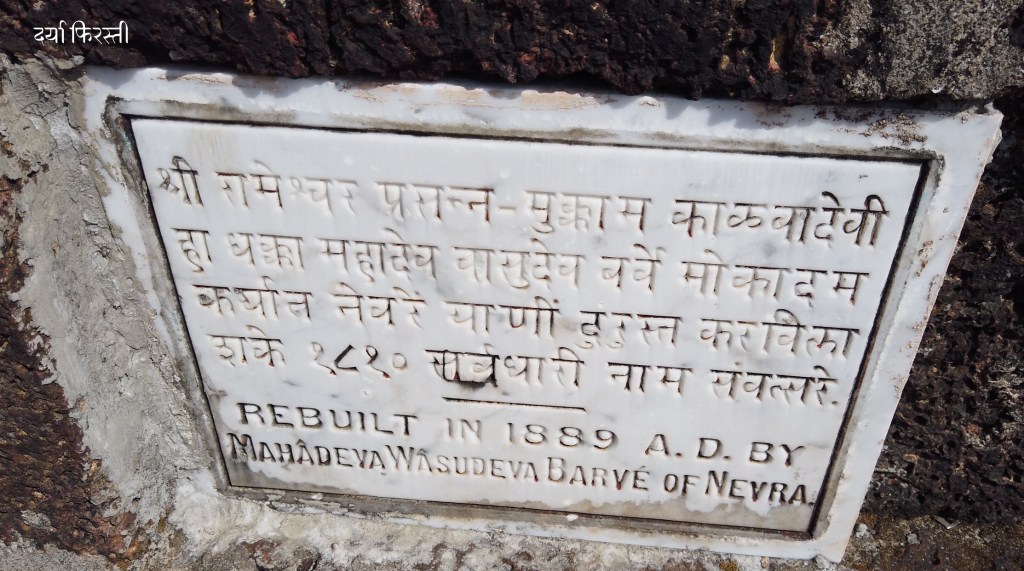 दर्या फिरस्ती
श्री रामेश्वर प्रसन्न - मुक्काम काळबादेवी
हा धक्का महादेव वासुदेव बर्वे मोकादम
कर्यात नेवरे याणीं दुरुस्त करविला
शके १८१० सर्वधारी नाम संवत्सरे.
REBUILT IN 1889 A. D. BY
MAHÂDEVA WÂSUDEVA BARVÉ OF NEVRA.